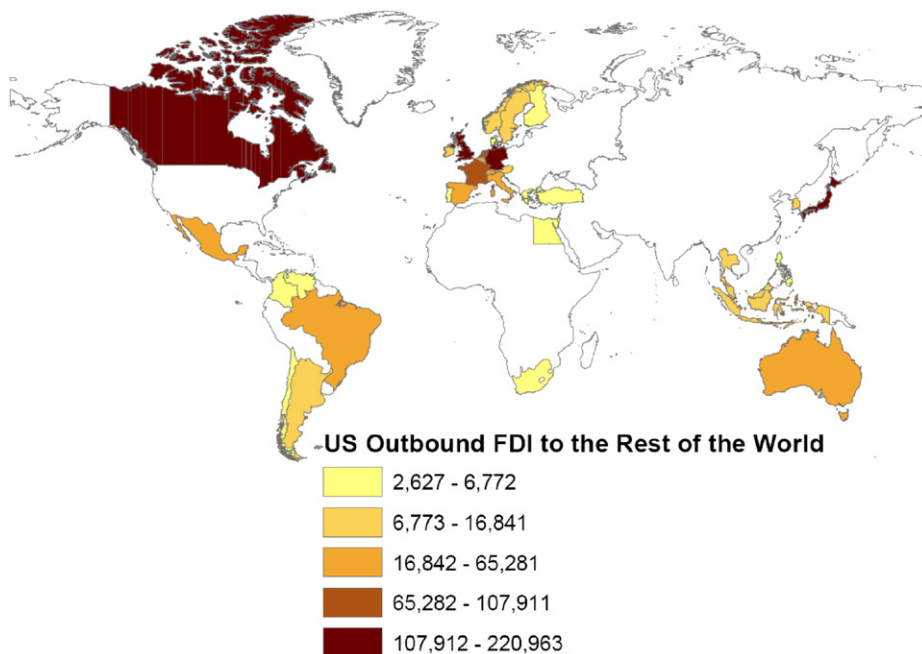 US Outbound FDI to the Rest of the World
2,627 - 6,772
6,773 - 16,841
16,842 - 65,281
65,282 - 107,911
107,912 - 220,963